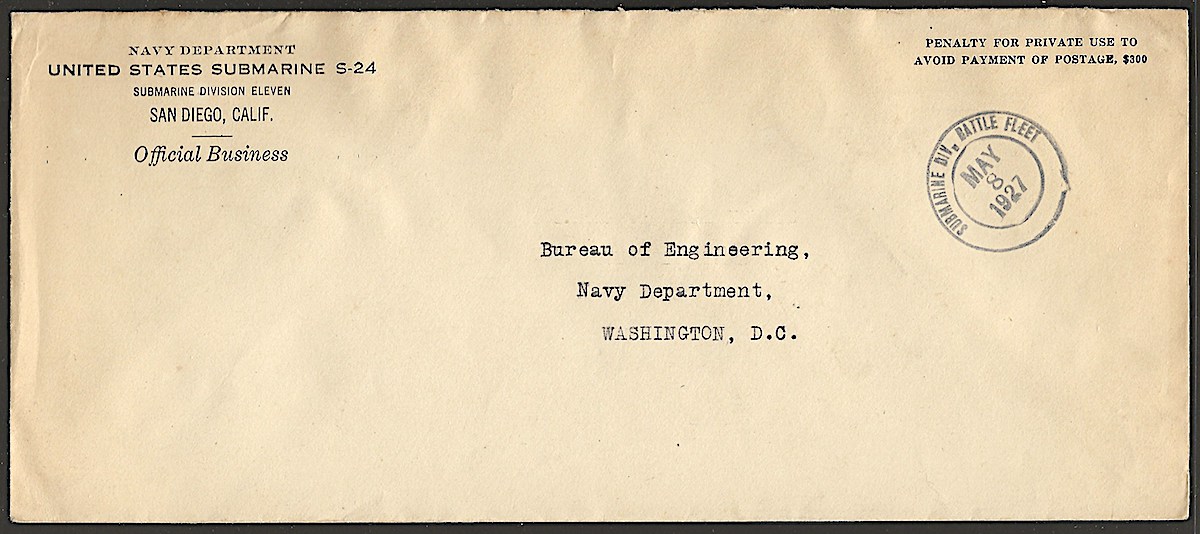 NAVY DEPARTMENT
UNITED STATES SUBMARINE S-24
SUBMARINE DIVISION ELEVEN
SAN DIEGO, CALIF.
Official Business
PENALTY FOR PRIVATE USE TO
AVOID PAYMENT OF POSTAGE, $300
SUBMARINE DIV. BATTLE FLEET
MAY
8
1927
Bureau of Engineering,
Navy Department,
WASHINGTON, D.C.